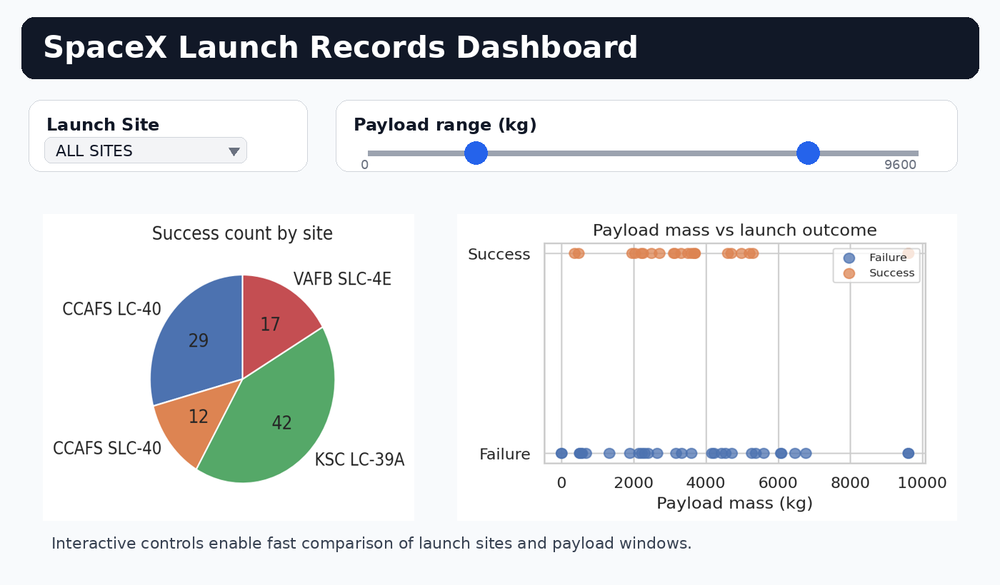 SpaceX Launch Records Dashboard
Launch Site
ALL SITES
Payload range (kg)
0
9600
Success count by site
VAFB SLC-4E
CCAFS LC-40
17
29
12
42
CCAFS SLC-40
KSC LC-39A
Payload mass vs launch outcome
Success
Failure
Success
Failure
0 2000 4000 6000 8000 10000
Payload mass (kg)
Interactive controls enable fast comparison of launch sites and payload windows.